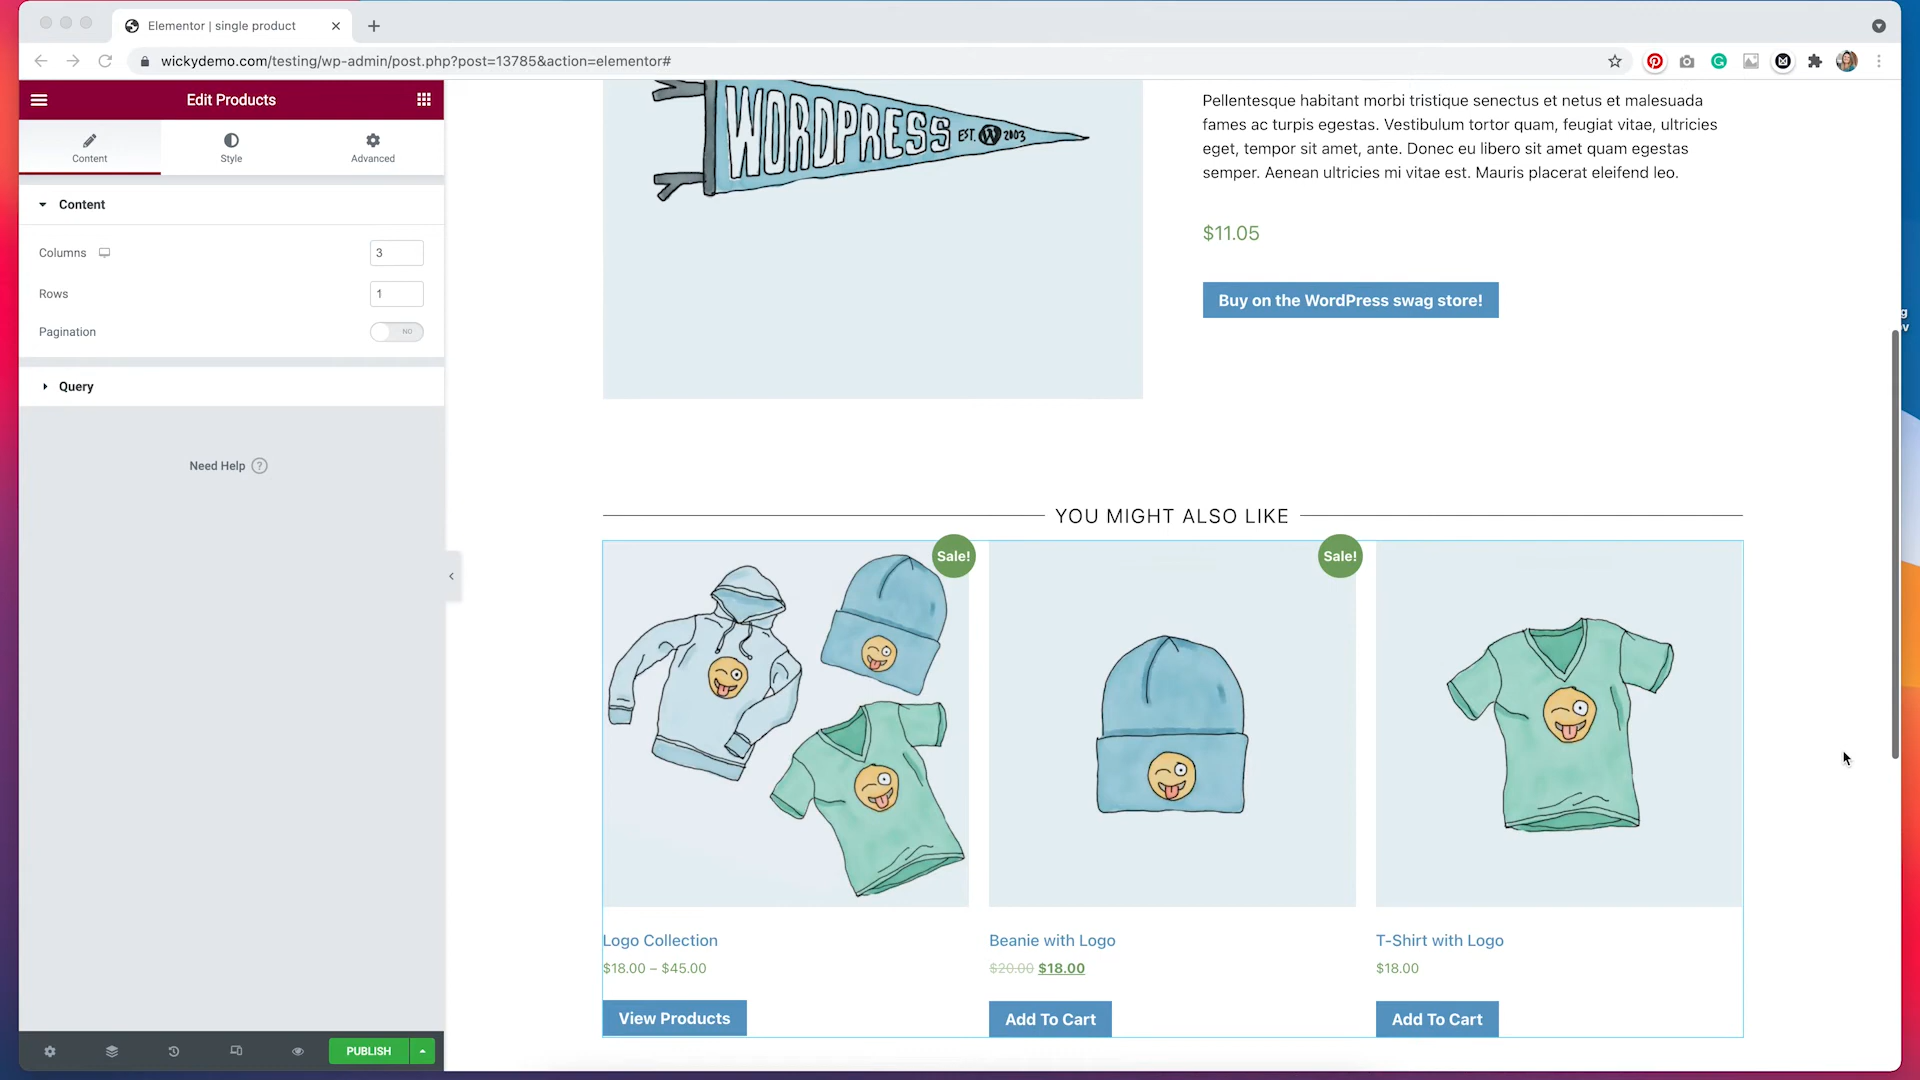 Elementor | single product
wickydemo.com/testing/wp-admin/post.php?post=13785&action=elementor#
Edit Products
Content
Style
Advanced
Content
Columns
3
Rows
1
Pagination
NO
Query
Need Help ?
PUBLISH
WORDPRESS EST. W 2003
Pellentesque habitant morbi tristique senectus et netus et malesuada
fames ac turpis egestas. Vestibulum tortor quam, feugiat vitae, ultricies
eget, tempor sit amet, ante. Donec eu libero sit amet quam egestas
semper. Aenean ultricies mi vitae est. Mauris placerat eleifend leo.
$11.05
Buy on the WordPress swag store!
YOU MIGHT ALSO LIKE
Sale!
Sale!
Logo Collection
$18.00 – $45.00
View Products
Beanie with Logo
$20.00 $18.00
Add To Cart
T-Shirt with Logo
$18.00
Add To Cart